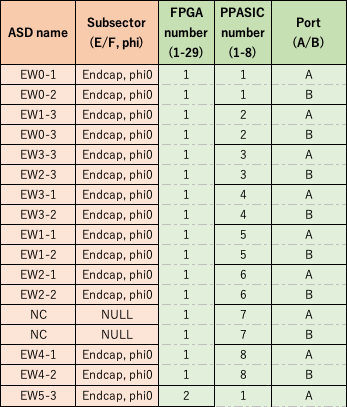 ASD name Subsector (E/F, phi) FPGA number (1-29) PPASIC number (1-8) Port (A/B)
EW0-1 Endcap, phi0 1 1 A
EW0-2 Endcap, phi0 1 1 B
EW1-3 Endcap, phi0 1 2 A
EW0-3 Endcap, phi0 1 2 B
EW3-3 Endcap, phi0 1 3 A
EW2-3 Endcap, phi0 1 3 B
EW3-1 Endcap, phi0 1 4 A
EW3-2 Endcap, phi0 1 4 B
EW1-1 Endcap, phi0 1 5 A
EW1-2 Endcap, phi0 1 5 B
EW2-1 Endcap, phi0 1 6 A
EW2-2 Endcap, phi0 1 6 B
NC NULL 1 7 A
NC NULL 1 7 B
EW4-1 Endcap, phi0 1 8 A
EW4-2 Endcap, phi0 1 8 B
EW5-3 Endcap, phi0 2 1 A